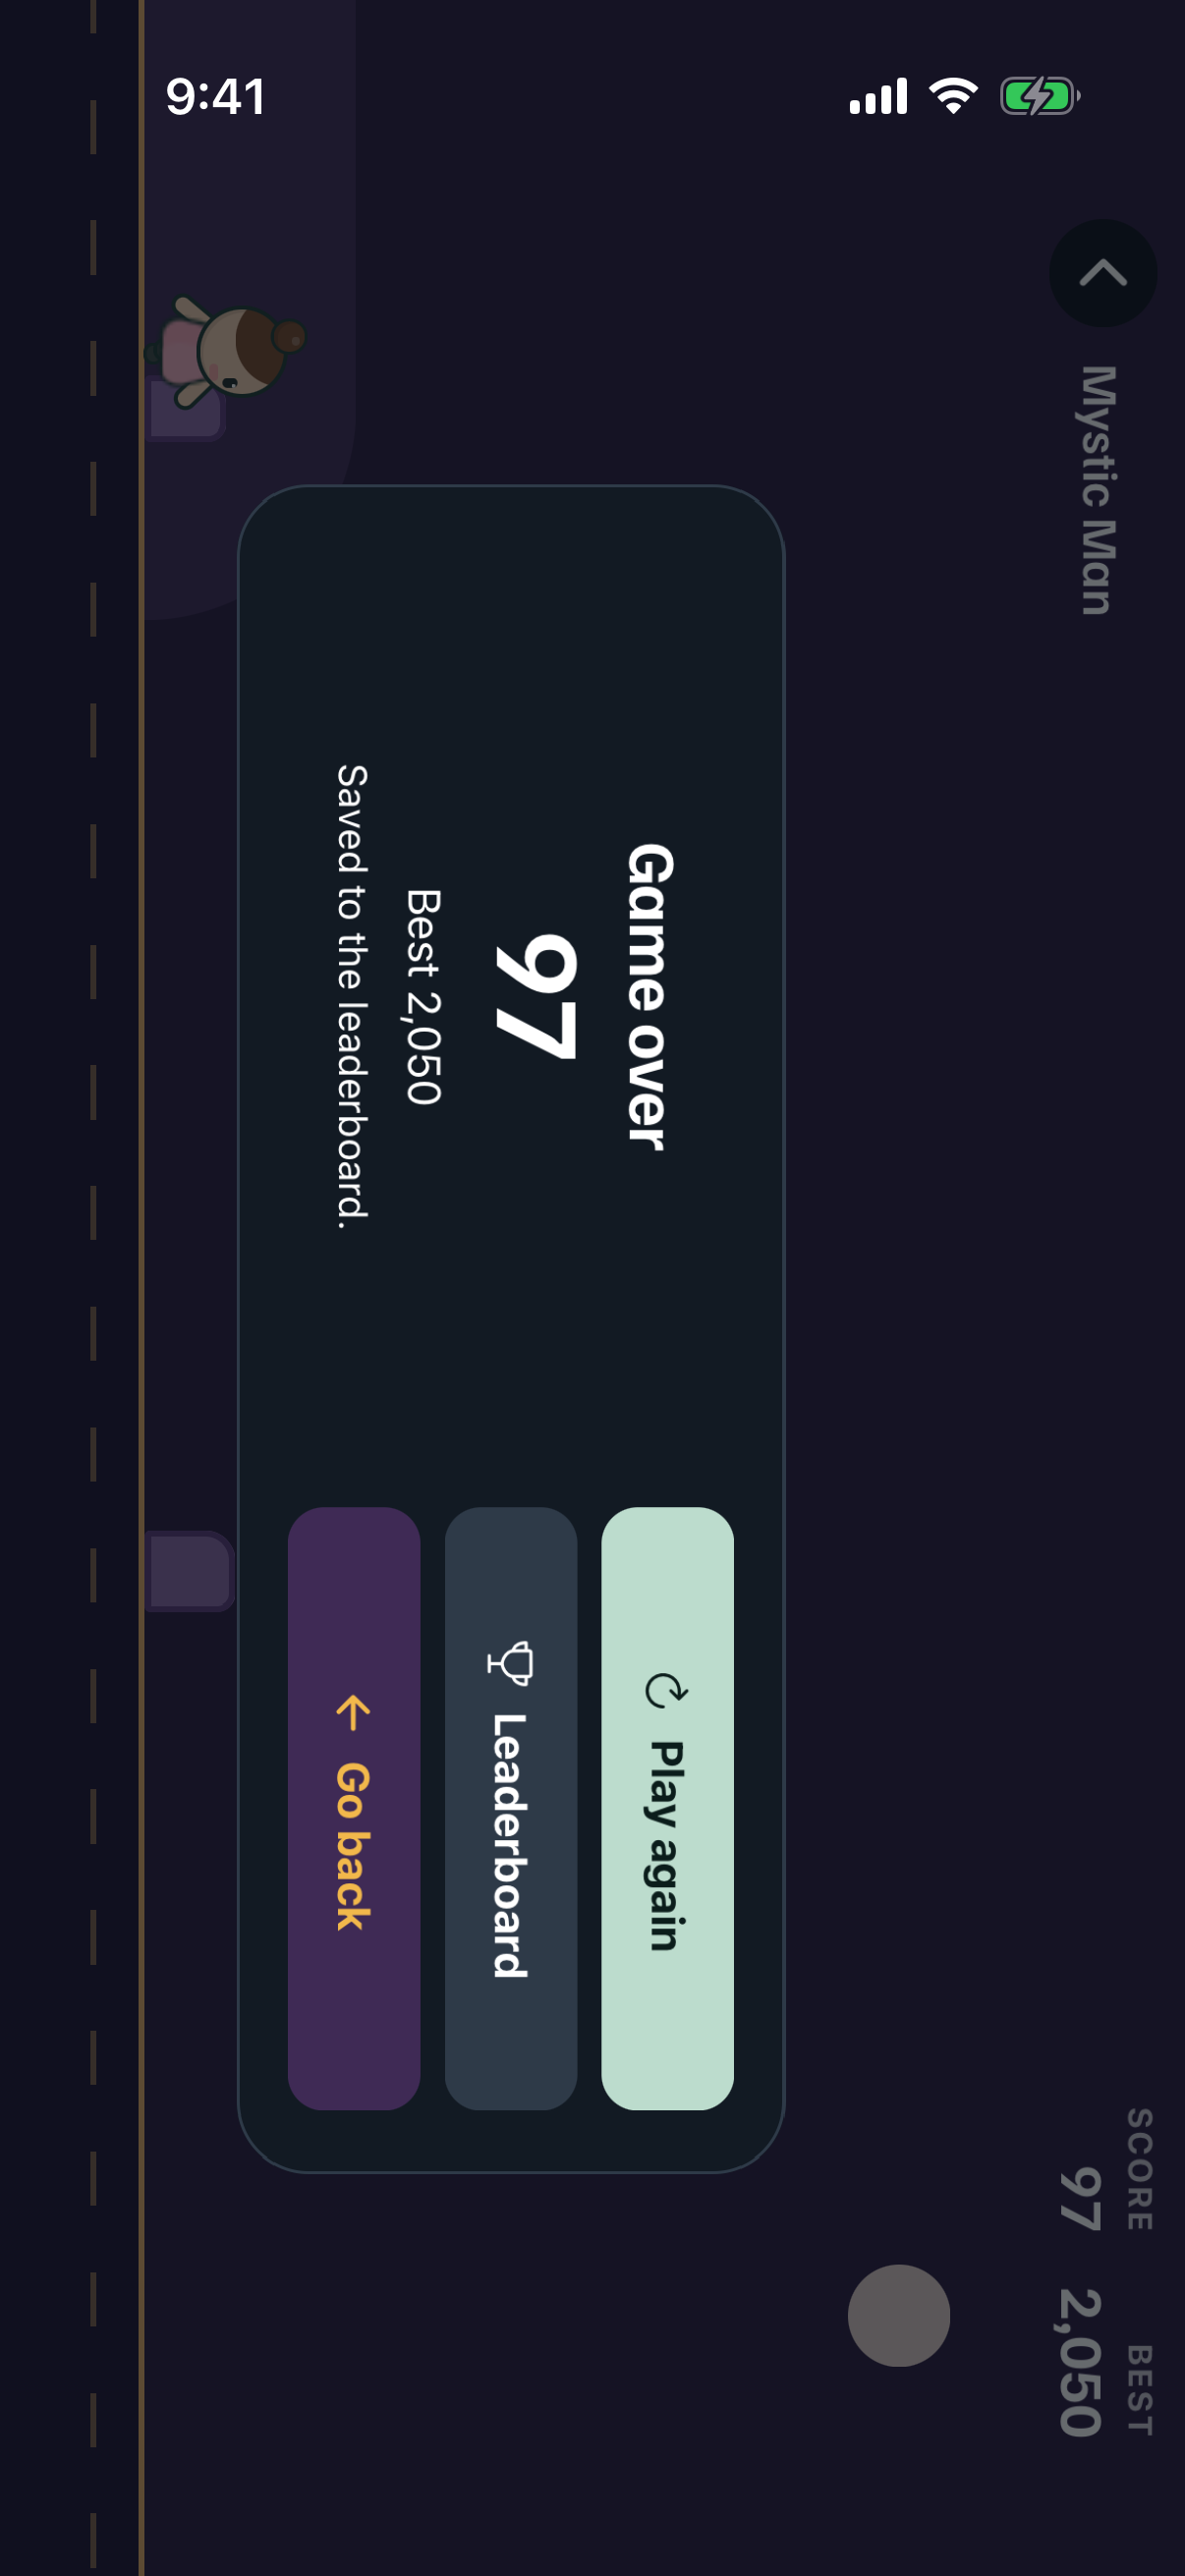 9:41
Mystic Man
SCORE
97
BEST
2,050
Game over
97
Best 2,050
Saved to the leaderboard.
Play again
Leaderboard
Go back